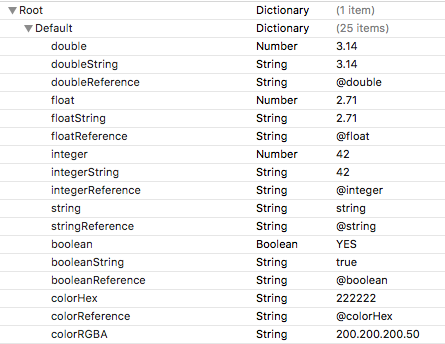 Root Dictionary (1 item)
Default Dictionary (25 items)
double Number 3.14
doubleString String 3.14
doubleReference String @double
float Number 2.71
floatString String 2.71
floatReference String @float
integer Number 42
integerString String 42
integerReference String @integer
string String string
stringReference String @string
boolean Boolean YES
booleanString String true
booleanReference String @boolean
colorHex String 222222
colorReference String @colorHex
colorRGBA String 200.200.200.50